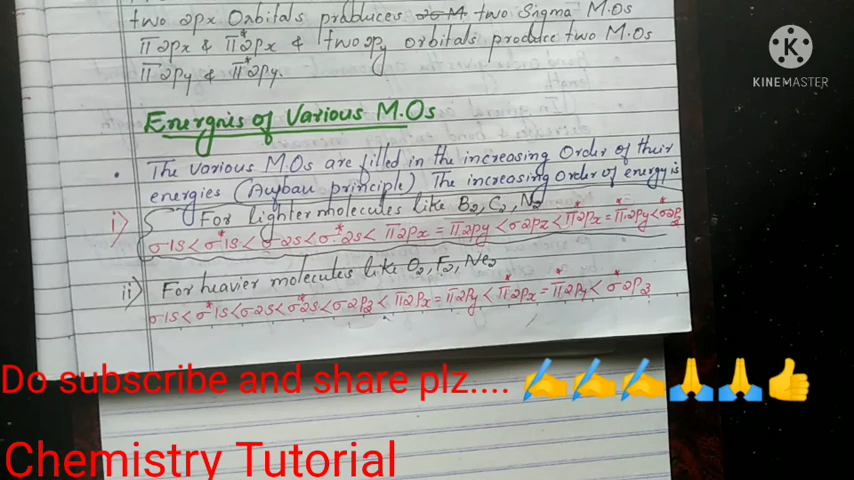 two 2px Orbitals produces two Sigma M.Os
π2px & π*2px & two 2py orbitals produce two M.Os
π2py & π*2py.
Energies of Various M.Os
• The various M.Os are filled in the increasing Order of their
energies (Aufbau principle) The increasing order of energy is
i) For lighter molecules like B2, C2, N2
σ1s < σ*1s < σ2s < σ*2s < π2px = π2py < σ2pz < π*2px = π*2py < σ*2pz
ii) For heavier molecules like O2, F2, Ne2
σ1s < σ*1s < σ2s < σ*2s < σ2pz < π2px = π2py < π*2px = π*2py < σ*2pz
K
KINEMASTER
Do subscribe and share plz.... ✍️✍️✍️🙏🙏👍
Chemistry Tutorial